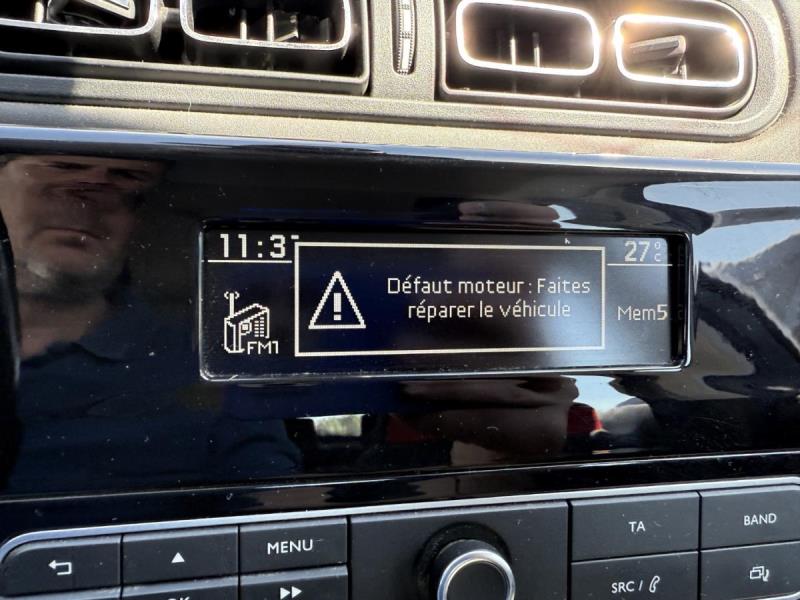 11:3
27°C
Défaut moteur : Faites
réparer le véhicule
Mem5
FM1
TA
BAND
MENU
SRC /